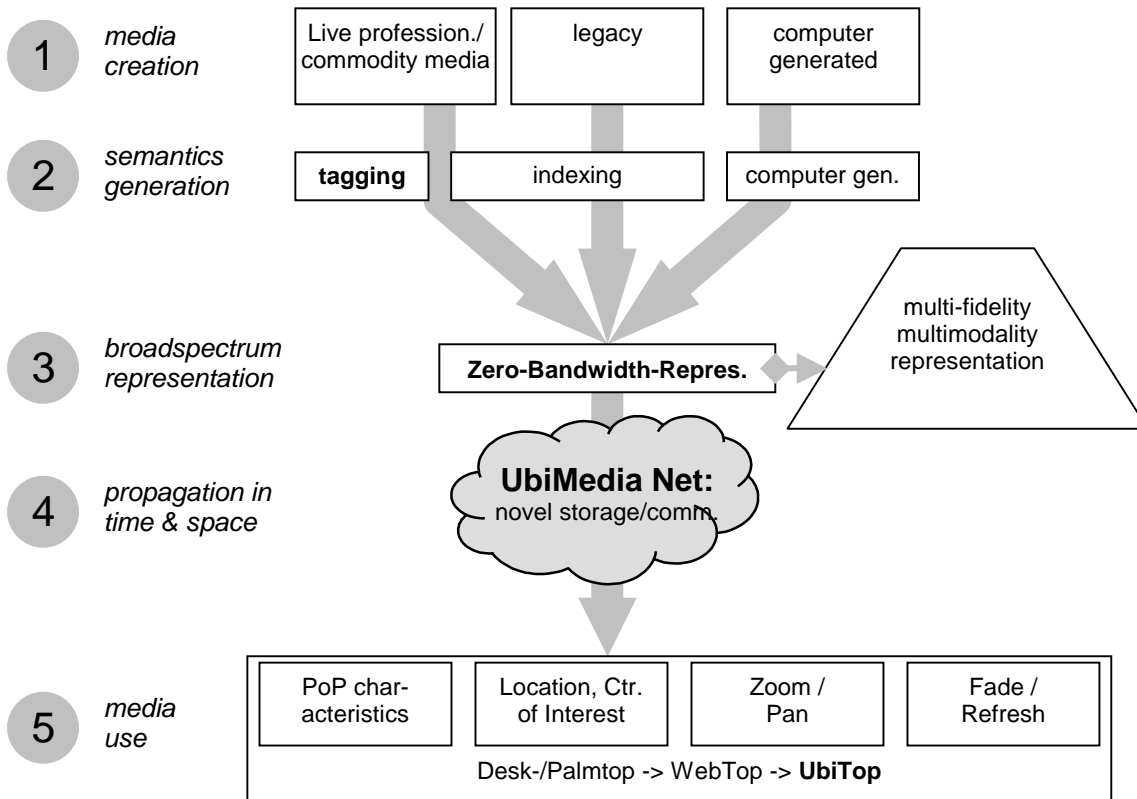 1
media
creation
Live profession./
commodity media
legacy
computer
generated
2
semantics
generation
tagging
indexing
computer gen.
3
broadspectrum
representation
Zero-Bandwidth-Repres.
multi-fidelity
multimodality
representation
4
propagation in
time & space
UbiMedia Net:
novel storage/comm.
5
media
use
PoP char-
acteristics
Location, Ctr.
of Interest
Zoom /
Pan
Fade /
Refresh
Desk-/Palmtop -> WebTop -> UbiTop